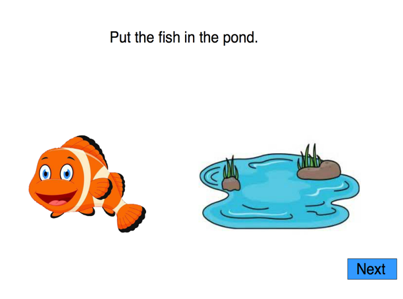 Put the fish in the pond.
Next